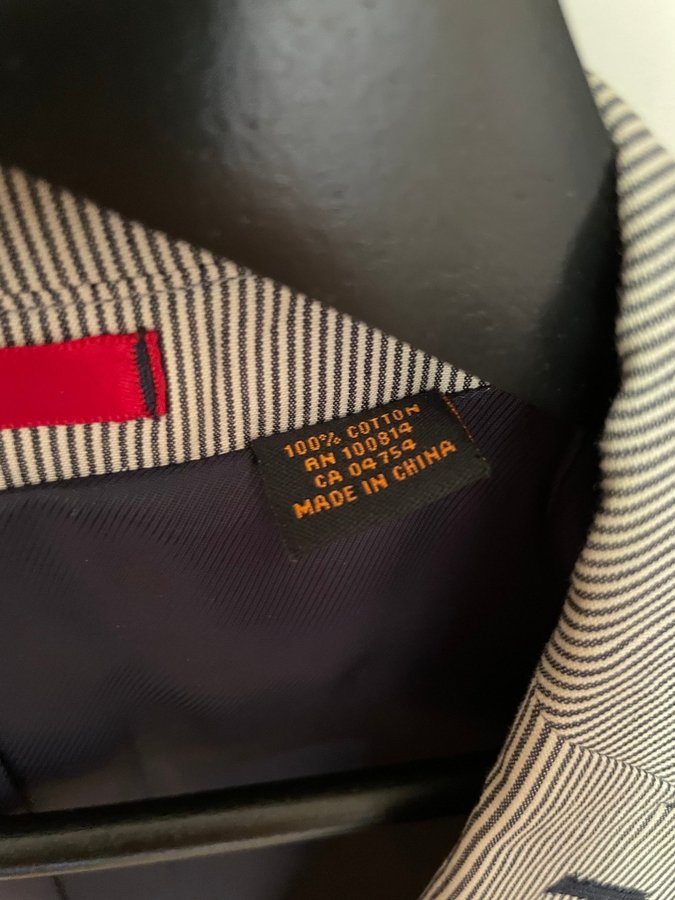 100% COTTON
RN 100814
CA 04754
MADE IN CHINA